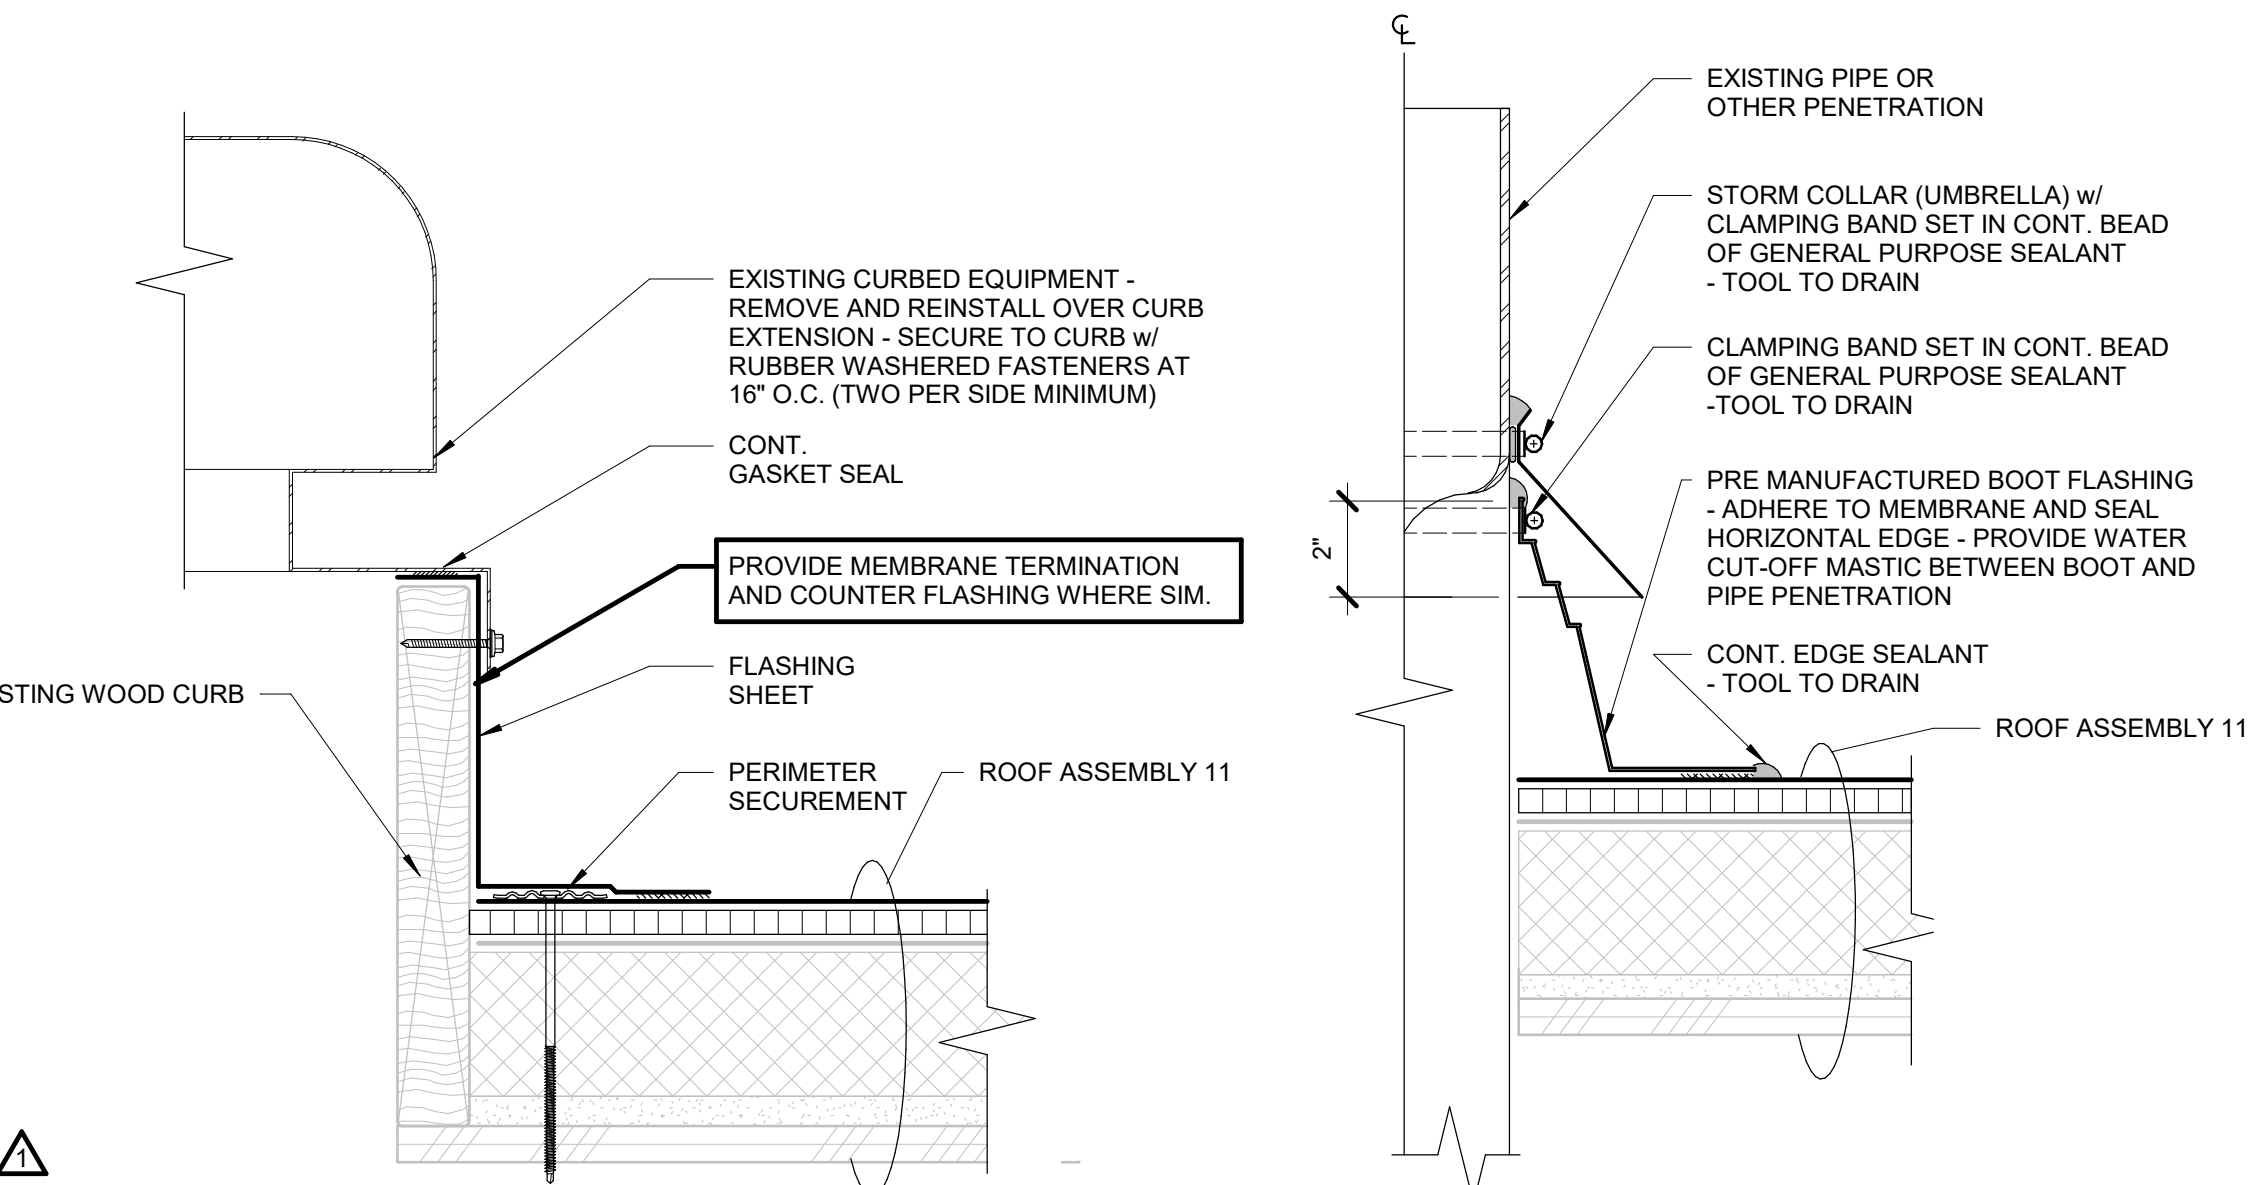 EXISTING CURBED EQUIPMENT -
REMOVE AND REINSTALL OVER CURB
EXTENSION - SECURE TO CURB w/
RUBBER WASHERED FASTENERS AT
16" O.C. (TWO PER SIDE MINIMUM)
CONT.
GASKET SEAL
PROVIDE MEMBRANE TERMINATION
AND COUNTER FLASHING WHERE SIM.
FLASHING
SHEET
STING WOOD CURB
PERIMETER
SECUREMENT
ROOF ASSEMBLY 11
1
℄
EXISTING PIPE OR
OTHER PENETRATION
STORM COLLAR (UMBRELLA) w/
CLAMPING BAND SET IN CONT. BEAD
OF GENERAL PURPOSE SEALANT
- TOOL TO DRAIN
CLAMPING BAND SET IN CONT. BEAD
OF GENERAL PURPOSE SEALANT
-TOOL TO DRAIN
PRE MANUFACTURED BOOT FLASHING
- ADHERE TO MEMBRANE AND SEAL
HORIZONTAL EDGE - PROVIDE WATER
CUT-OFF MASTIC BETWEEN BOOT AND
PIPE PENETRATION
2"
CONT. EDGE SEALANT
- TOOL TO DRAIN
ROOF ASSEMBLY 11